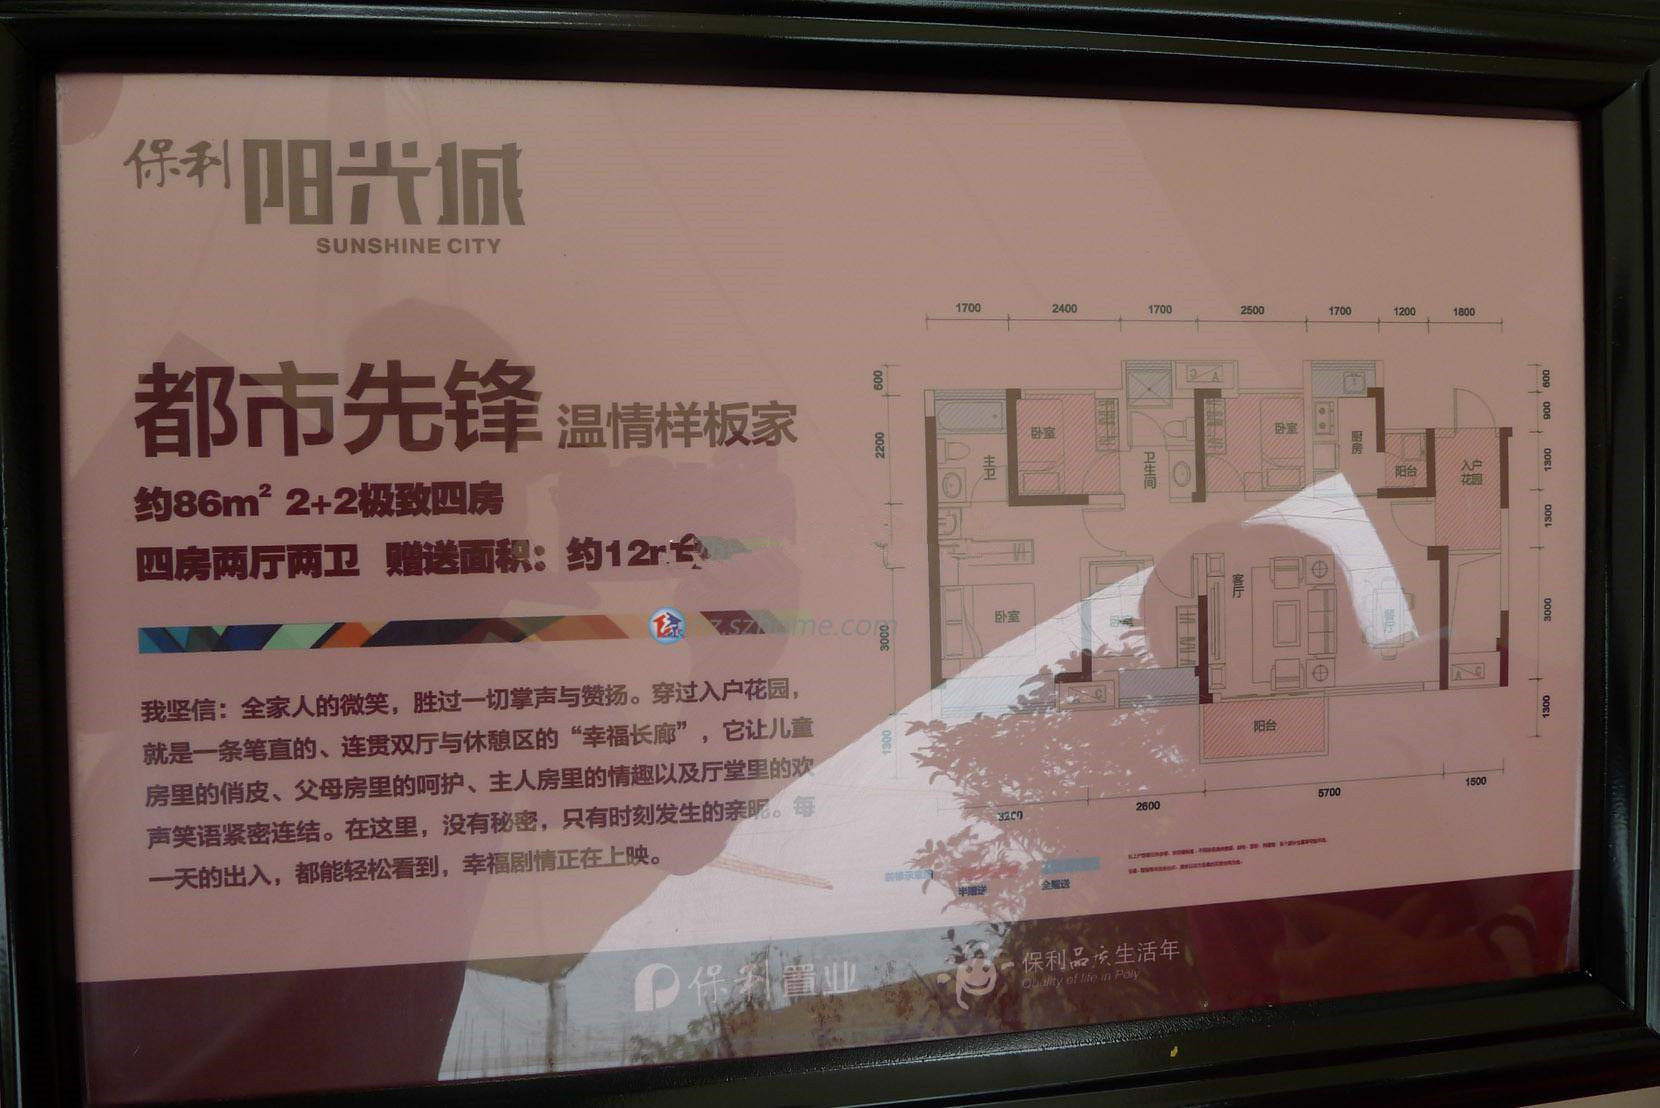 保利 阳光城
SUNSHINE CITY
都市先锋 温情样板家
约86m² 2+2极致四房
四房两厅两卫 赠送面积：约12
z.szhome.com
我坚信：全家人的微笑，胜过一切掌声与赞扬。穿过入户花园，
就是一条笔直的、连贯双厅与休憩区的“幸福长廊”，它让儿童
房里的俏皮、父母房里的呵护、主人房里的情趣以及厅堂里的欢
声笑语紧密连结。在这里，没有秘密，只有时刻发生的亲昵。每
一天的出入，都能轻松看到，幸福剧情正在上映。
1700 2400 1700 2500 1700 1200 1800
600
2200
3000
1300
600
900
1300
1300
3000
1300
C A
主卫
卧室
卫生间
卧室
厨房
阳台
入户花园
卧室
客厅
餐厅
A C
A C
阳台
3200 2600 5700 1500
半赠送
全赠送
保利置业
保利品质生活年
Quality of life in Poly